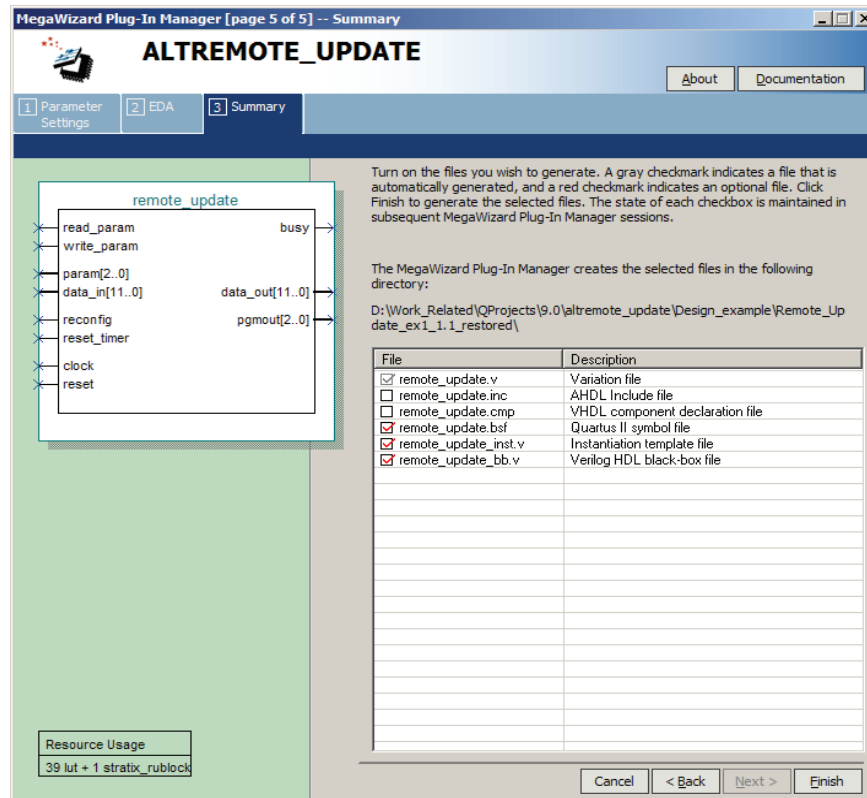 MegaWizard Plug-In Manager [page 5 of 5] -- Summary
ALTREMOTE_UPDATE
About
Documentation
1 Parameter
Settings
2 EDA
3 Summary
remote_update
read_param
busy
write_param
param[2..0]
data_in[11..0]
data_out[11..0]
reconfig
pgmout[2..0]
reset_timer
clock
reset
Resource Usage
39 lut + 1 stratix_rublock
Turn on the files you wish to generate. A gray checkmark indicates a file that is
automatically generated, and a red checkmark indicates an optional file. Click
Finish to generate the selected files. The state of each checkbox is maintained in
subsequent MegaWizard Plug-In Manager sessions.
The MegaWizard Plug-In Manager creates the selected files in the following
directory:
D:\Work_Related\QProjects\9.0\altremote_update\Design_example\Remote_Up
date_ex1_1.1_restored\
File Description
remote_update.v Variation file
remote_update.inc AHDL Include file
remote_update.cmp VHDL component declaration file
remote_update.bsf Quartus II symbol file
remote_update_inst.v Instantiation template file
remote_update_bb.v Verilog HDL black-box file
Cancel
< Back
Next >
Finish